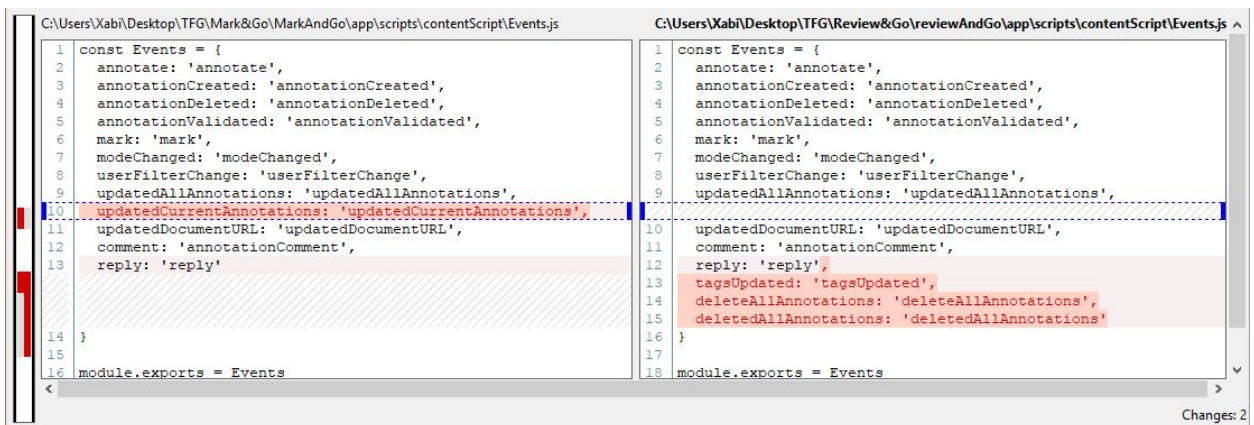 C:\Users\Xabi\Desktop\TFG\Mark&Go\MarkAndGo\app\scripts\contentScript\Events.js
1 const Events = {
2 annotate: 'annotate',
3 annotationCreated: 'annotationCreated',
4 annotationDeleted: 'annotationDeleted',
5 annotationValidated: 'annotationValidated',
6 mark: 'mark',
7 modeChanged: 'modeChanged',
8 userFilterChange: 'userFilterChange',
9 updatedAllAnnotations: 'updatedAllAnnotations',
10 updatedCurrentAnnotations: 'updatedCurrentAnnotations',
11 updatedDocumentURL: 'updatedDocumentURL',
12 comment: 'annotationComment',
13 reply: 'reply'
14 }
15
16 module.exports = Events
C:\Users\Xabi\Desktop\TFG\Review&Go\reviewAndGo\app\scripts\contentScript\Events.js
1 const Events = {
2 annotate: 'annotate',
3 annotationCreated: 'annotationCreated',
4 annotationDeleted: 'annotationDeleted',
5 annotationValidated: 'annotationValidated',
6 mark: 'mark',
7 modeChanged: 'modeChanged',
8 userFilterChange: 'userFilterChange',
9 updatedAllAnnotations: 'updatedAllAnnotations',
10 updatedDocumentURL: 'updatedDocumentURL',
11 comment: 'annotationComment',
12 reply: 'reply',
13 tagsUpdated: 'tagsUpdated',
14 deleteAllAnnotations: 'deleteAllAnnotations',
15 deletedAllAnnotations: 'deletedAllAnnotations'
16 }
17
18 module.exports = Events
Changes: 2